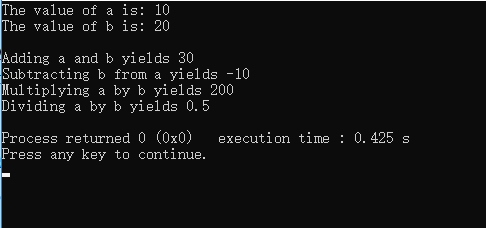 The value of a is: 10
The value of b is: 20
Adding a and b yields 30
Subtracting b from a yields -10
Multiplying a by b yields 200
Dividing a by b yields 0.5
Process returned 0 (0x0)   execution time : 0.425 s
Press any key to continue.